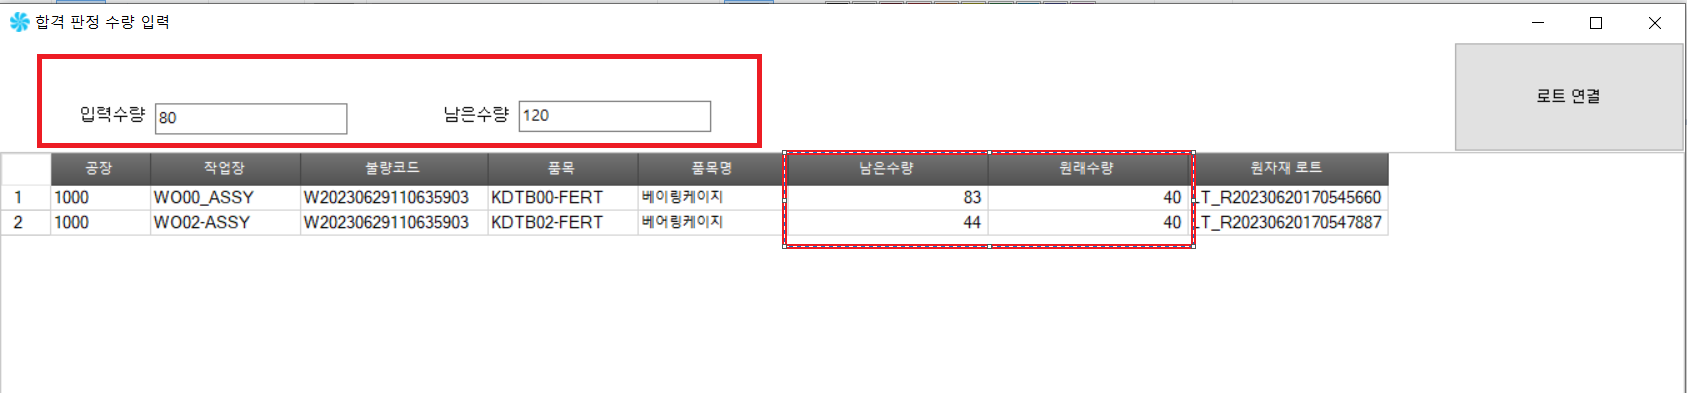 합격 판정 수량 입력
입력수량 80 남은수량 120 로트 연결
공장 작업장 불량코드 품목 품목명 남은수량 원래수량 원자재 로트
1 1000 WO00_ASSY W20230629110635903 KDTB00-FERT 베이링케이지 83 40 LT_R20230620170545660
2 1000 WO02-ASSY W20230629110635903 KDTB02-FERT 베어링케이지 44 40 LT_R20230620170547887